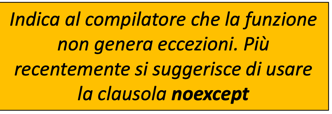 Indica al compilatore che la funzione
non genera eccezioni. Più
recentemente si suggerisce di usare
la clausola noexcept